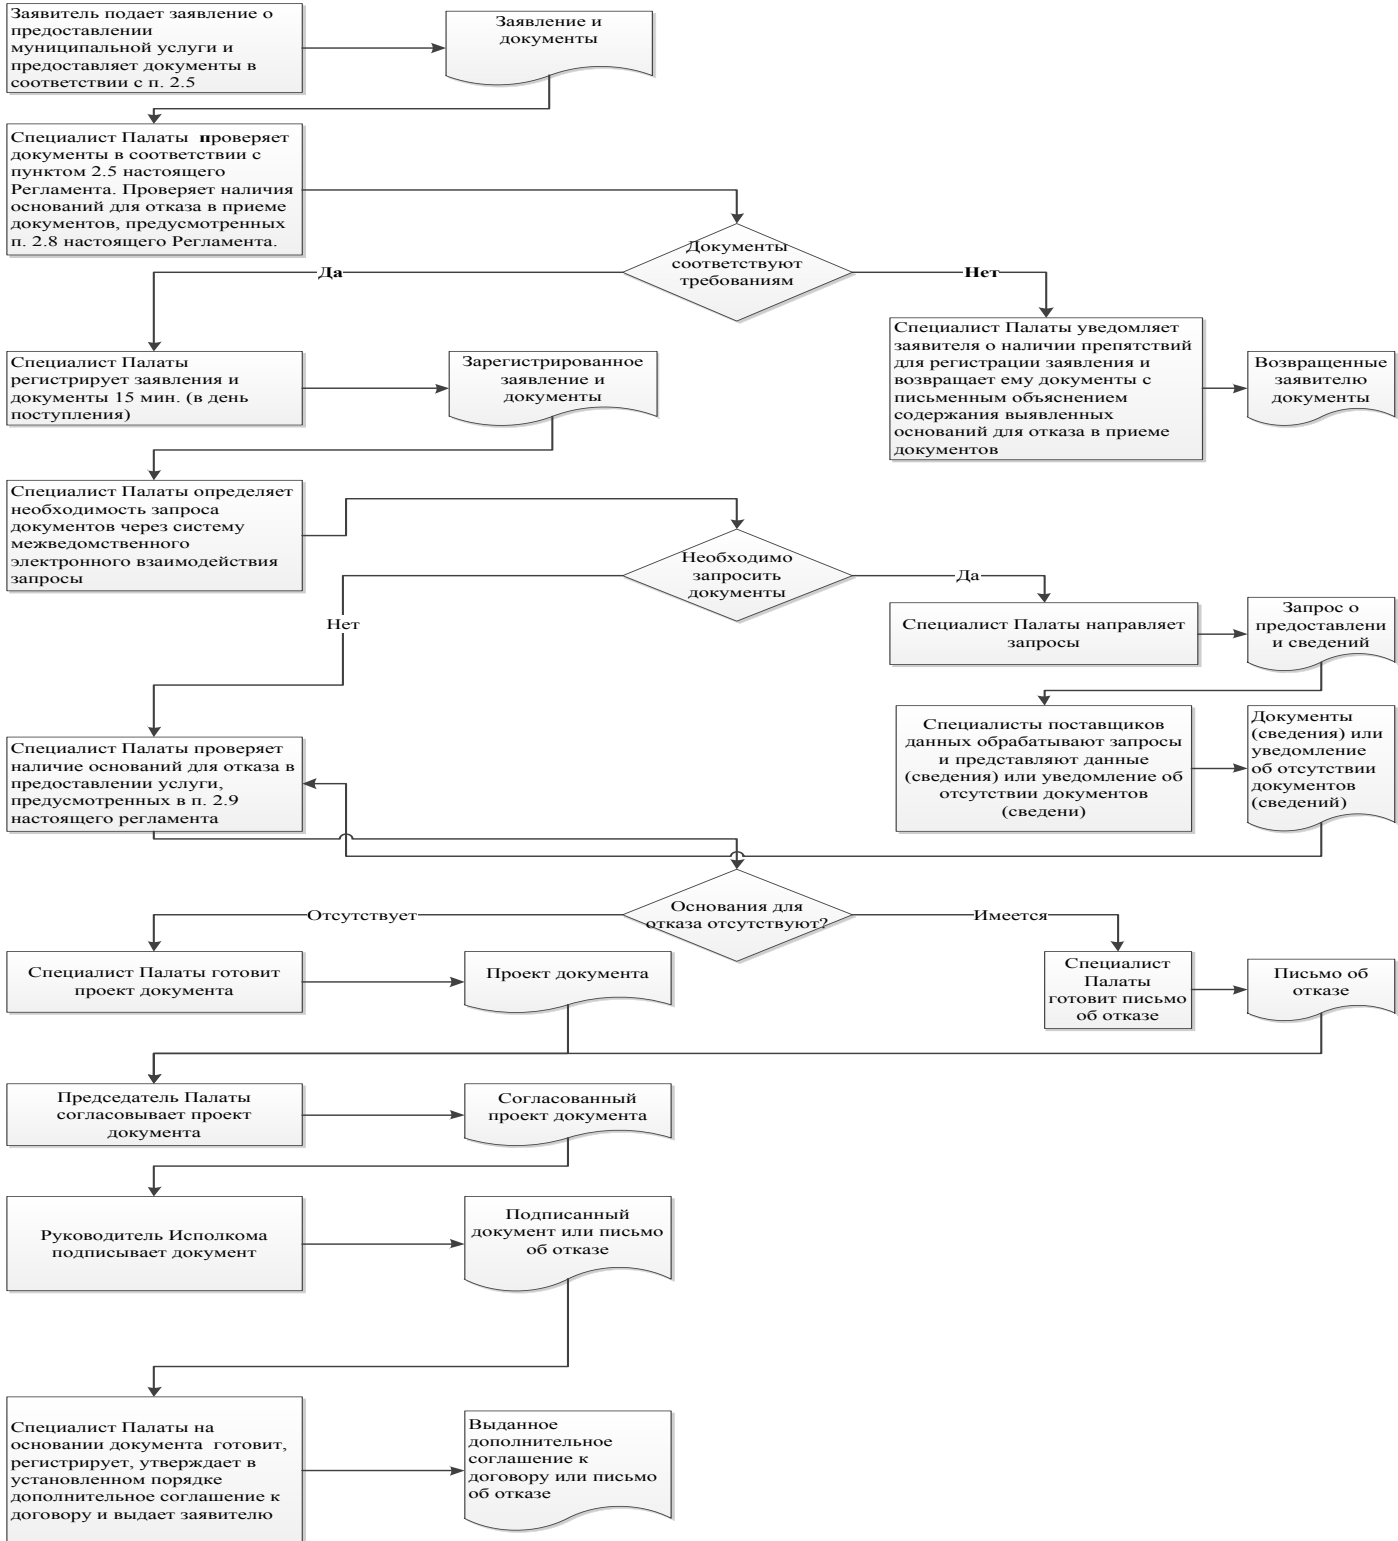 Заявитель подает заявление о
предоставлении
муниципальной услуги и
предоставляет документы в
соответствии с п. 2.5
Заявление и
документы
Специалист Палаты  проверяет
документы в соответствии с
пунктом 2.5 настоящего
Регламента. Проверяет наличия
оснований для отказа в приеме
документов, предусмотренных
п. 2.8 настоящего Регламента.
Документы
соответствуют
требованиям
Да
Нет
Специалист Палаты
регистрирует заявления и
документы 15 мин. (в день
поступления)
Зарегистрированное
заявление и
документы
Специалист Палаты уведомляет
заявителя о наличии препятствий
для регистрации заявления и
возвращает ему документы с
письменным объяснением
содержания выявленных
оснований для отказа в приеме
документов
Возвращенные
заявителю
документы
Специалист Палаты определяет
необходимость запроса
документов через систему
межведомственного
электронного взаимодействия
запросы
Необходимо
запросить
документы
Да
Нет
Специалист Палаты направляет
запросы
Запрос о
предоставлени
и сведений
Специалист Палаты проверяет
наличие оснований для отказа в
предоставлении услуги,
предусмотренных в п. 2.9
настоящего регламента
Специалисты поставщиков
данных обрабатывают запросы
и представляют данные
(сведения) или уведомление об
отсутствии документов
(сведени)
Документы
(сведения) или
уведомление
об отсутствии
документов
(сведений)
Основания для
отказа отсутствуют?
Отсутствует
Имеется
Специалист Палаты готовит
проект документа
Проект документа
Специалист
Палаты
готовит письмо
об отказе
Письмо об
отказе
Председатель Палаты
согласовывает проект
документа
Согласованный
проект документа
Руководитель Исполкома
подписывает документ
Подписанный
документ или письмо
об отказе
Специалист Палаты на
основании документа  готовит,
регистрирует, утверждает в
установленном порядке
дополнительное соглашение к
договору и выдает заявителю
Выданное
дополнительное
соглашение к
договору или письмо
об отказе